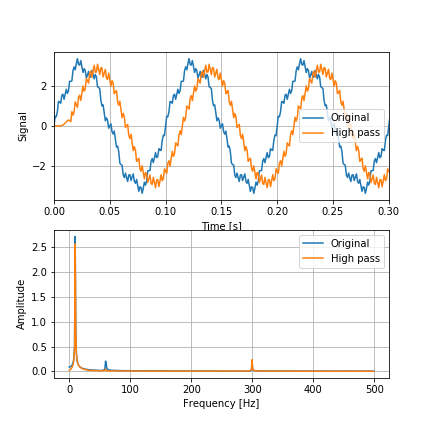 Signal
2
0
−2
Original
High pass
0.00 0.05 0.10 0.15 0.20 0.25 0.30
Time [s]
Amplitude
2.5
2.0
1.5
1.0
0.5
0.0
Original
High pass
0 100 200 300 400 500
Frequency [Hz]